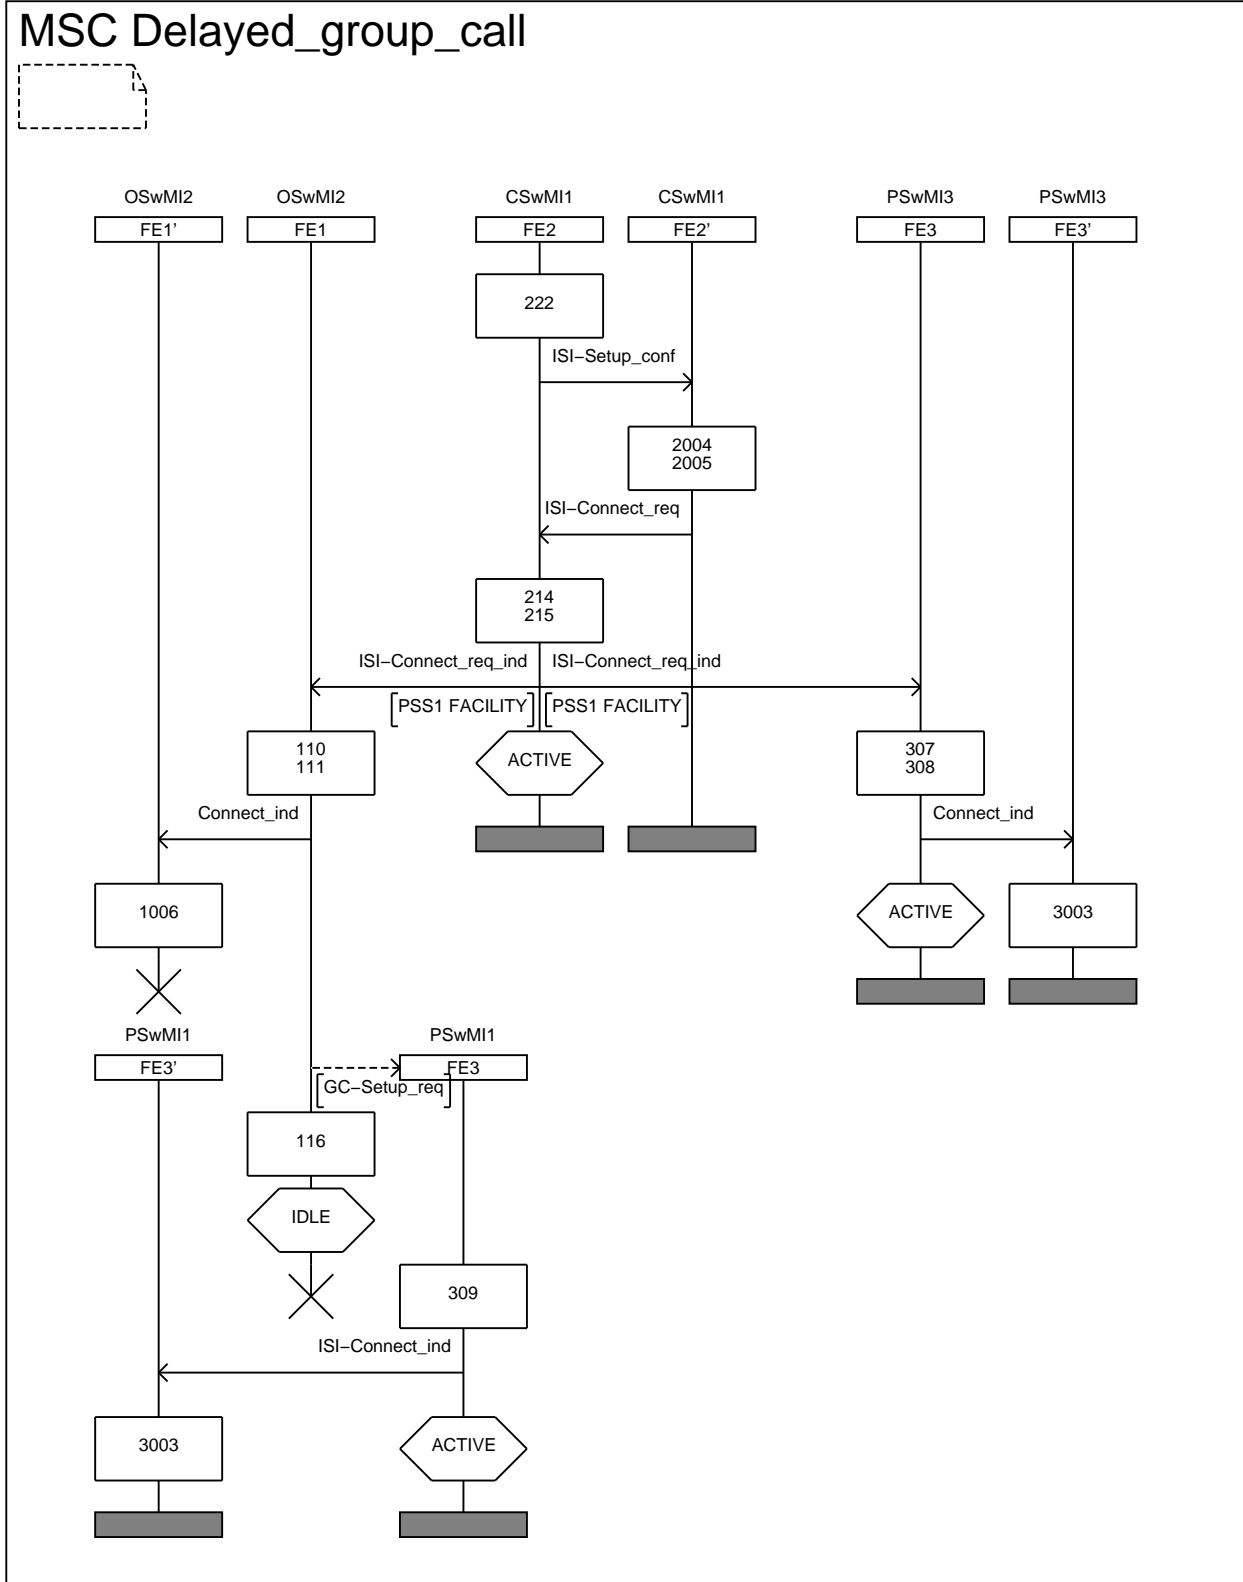 MSC Delayed_group_call
OSwMI2 OSwMI2 CSwMI1 CSwMI1 PSwMI3 PSwMI3
FE1’ FE1 FE2 FE2’ FE3 FE3’
222
ISI−Setup_conf
2004
2005
ISI−Connect_req
214
215
ISI−Connect_req_ind ISI−Connect_req_ind
PSS1 FACILITY PSS1 FACILITY
110
111
ACTIVE
307
308
Connect_ind Connect_ind
1006 ACTIVE 3003
PSwMI1 PSwMI1
FE3’ FE3
GC−Setup_req
116
IDLE
309
ISI−Connect_ind
3003 ACTIVE